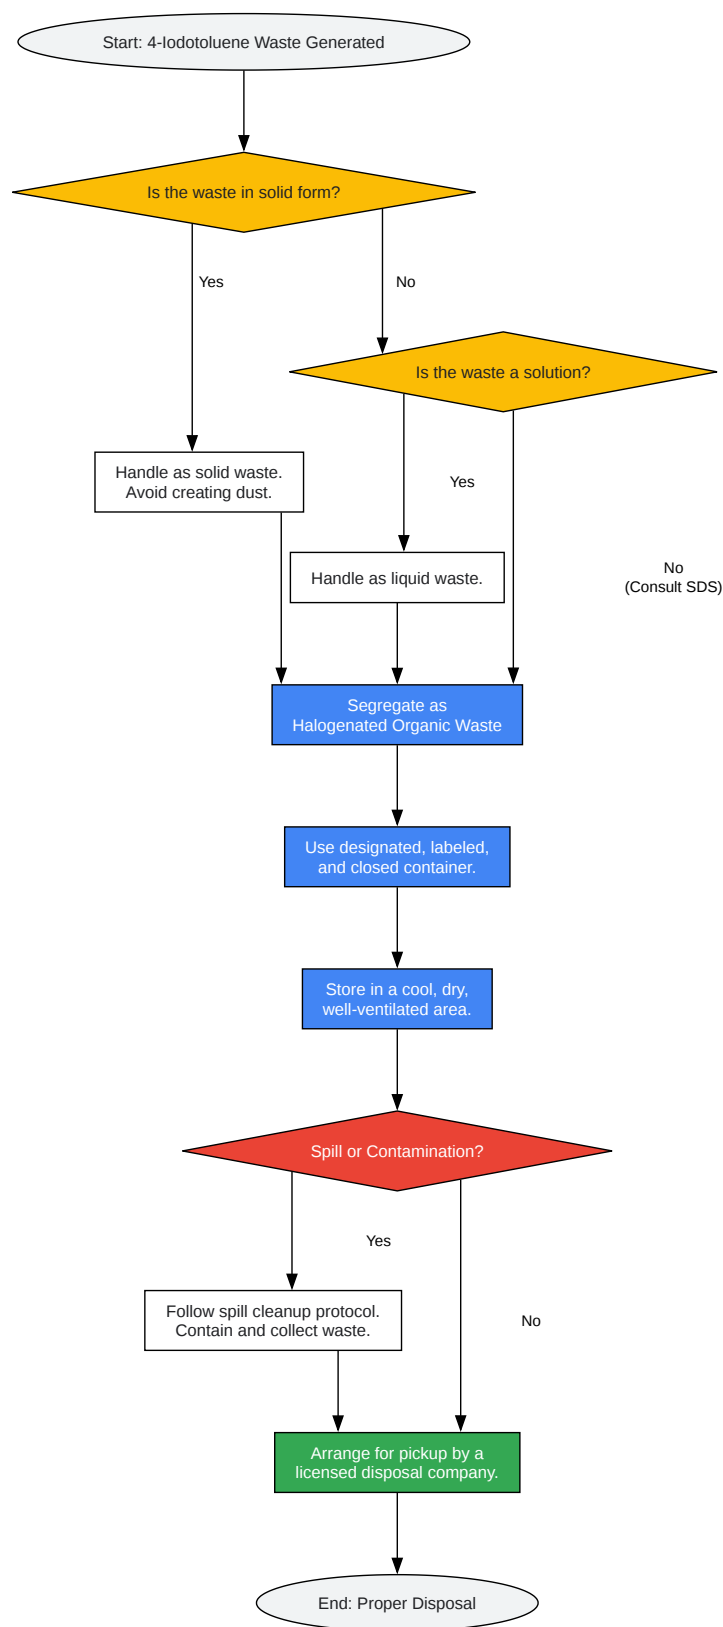 Start: 4-Iodotoluene Waste Generated
Is the waste in solid form?
Yes
No
Is the waste a solution?
Handle as solid waste.
Avoid creating dust.
Yes
Handle as liquid waste.
No
(Consult SDS)
Segregate as
Halogenated Organic Waste
Use designated, labeled,
and closed container.
Store in a cool, dry,
well-ventilated area.
Spill or Contamination?
Yes
Follow spill cleanup protocol.
Contain and collect waste.
No
Arrange for pickup by a
licensed disposal company.
End: Proper Disposal